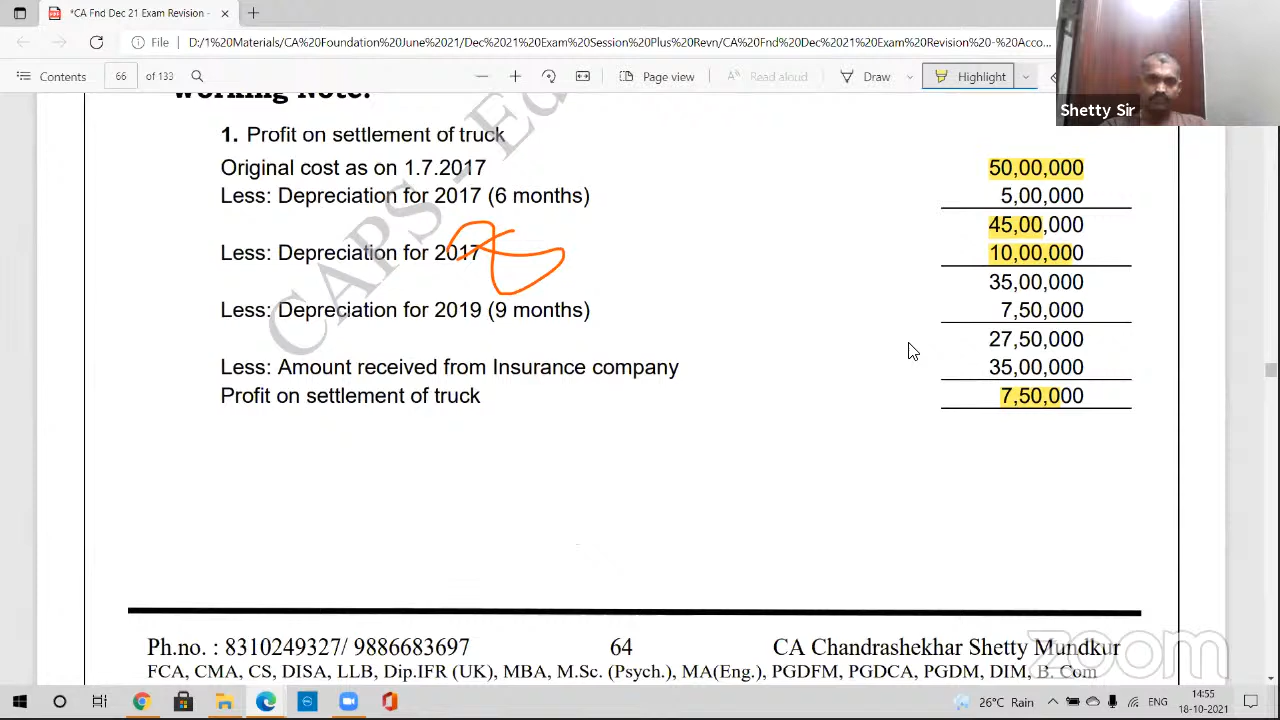 *CA Fnd Dec 21 Exam Revision -
File D:/1%20Materials/CA%20Foundation%20June%202021/Dec%2021%20Exam%20Session%20Plus%20Revn/CA%20Fnd%20Dec%2021%20Exam%20Revision%20-%20Acco...
Contents 66 of 133 Page view Read aloud Draw Highlight
Shetty Sir
Working Note:
1. Profit on settlement of truck
Original cost as on 1.7.2017 50,00,000
Less: Depreciation for 2017 (6 months) 5,00,000
45,00,000
Less: Depreciation for 2017 10,00,000
35,00,000
Less: Depreciation for 2019 (9 months) 7,50,000
27,50,000
Less: Amount received from Insurance company 35,00,000
Profit on settlement of truck 7,50,000
CAPS - Ed
Ph.no. : 8310249327/ 9886683697 64 CA Chandrashekhar Shetty Mundkur
FCA, CMA, CS, DISA, LLB, Dip.IFR (UK), MBA, M.Sc. (Psych.), MA(Eng.), PGDFM, PGDCA, PGDM, DIM, B. Com
zoom
26°C Rain ENG 14:55
18-10-2021